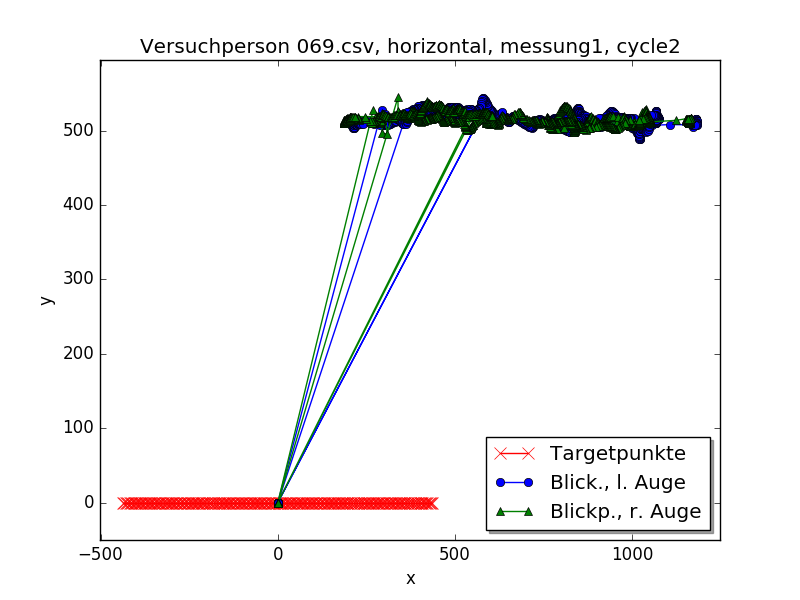 Versuchperson 069.csv, horizontal, messung1, cycle2
500
400
300
200
100
0
y
−500
0
500
1000
x
Targetpunkte
Blick., l. Auge
Blickp., r. Auge